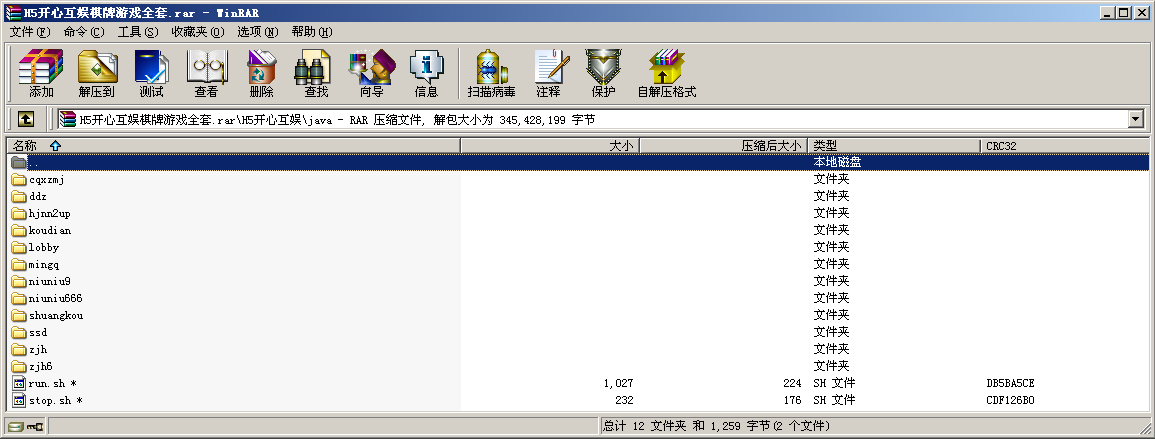 H5开心互娱棋牌游戏全套.rar - WinRAR
文件(F) 命令(C) 工具(S) 收藏夹(O) 选项(N) 帮助(H)
添加 解压到 测试 查看 删除 查找 向导 信息 扫描病毒 注释 保护 自解压格式
H5开心互娱棋牌游戏全套.rar\H5开心互娱\java - RAR 压缩文件, 解包大小为 345,428,199 字节
名称 大小 压缩后大小 类型 CRC32
.. 本地磁盘
cqxzmj 文件夹
ddz 文件夹
hjnn2up 文件夹
koudian 文件夹
lobby 文件夹
mingq 文件夹
niuniu9 文件夹
niuniu666 文件夹
shuangkou 文件夹
ssd 文件夹
zjh 文件夹
zjh6 文件夹
run.sh * 1,027 224 SH 文件 DB5BA5CE
stop.sh * 232 176 SH 文件 CDF126B0
总计 12 文件夹 和 1,259 字节(2 个文件)